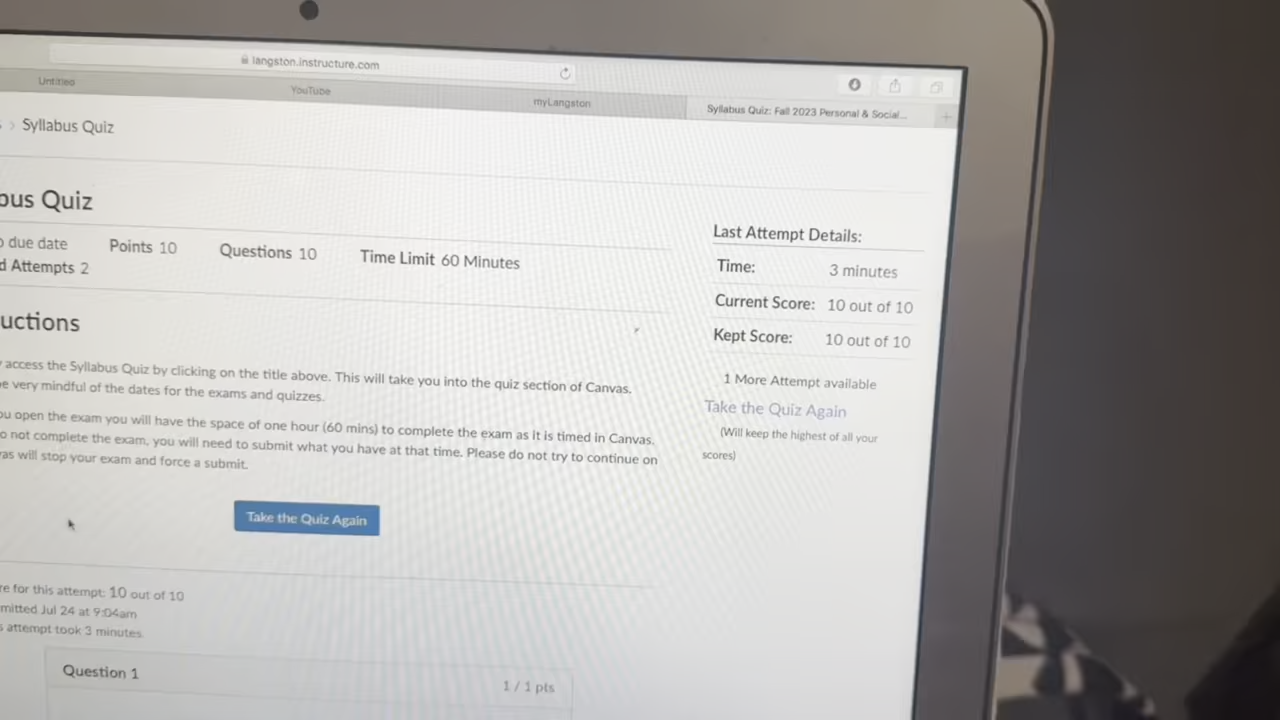 langston.instructure.com
Untitled
YouTube
myLangston
Syllabus Quiz: Fall 2023 Personal & Social...
› Syllabus Quiz
Quiz
due date
Points 10
Questions 10
Time Limit 60 Minutes
Attempts 2
access the Syllabus Quiz by clicking on the title above. This will take you into the quiz section of Canvas.
very mindful of the dates for the exams and quizzes.
open the exam you will have the space of one hour (60 mins) to complete the exam as it is timed in Canvas.
not complete the exam, you will need to submit what you have at that time. Please do not try to continue on
will stop your exam and force a submit.
Take the Quiz Again
for this attempt: 10 out of 10
Jul 24 at 9:04am
attempt took 3 minutes.
Question 1
1 / 1 pts
Last Attempt Details:
Time: 3 minutes
Current Score: 10 out of 10
Kept Score: 10 out of 10
1 More Attempt available
Take the Quiz Again
(Will keep the highest of all your
scores)